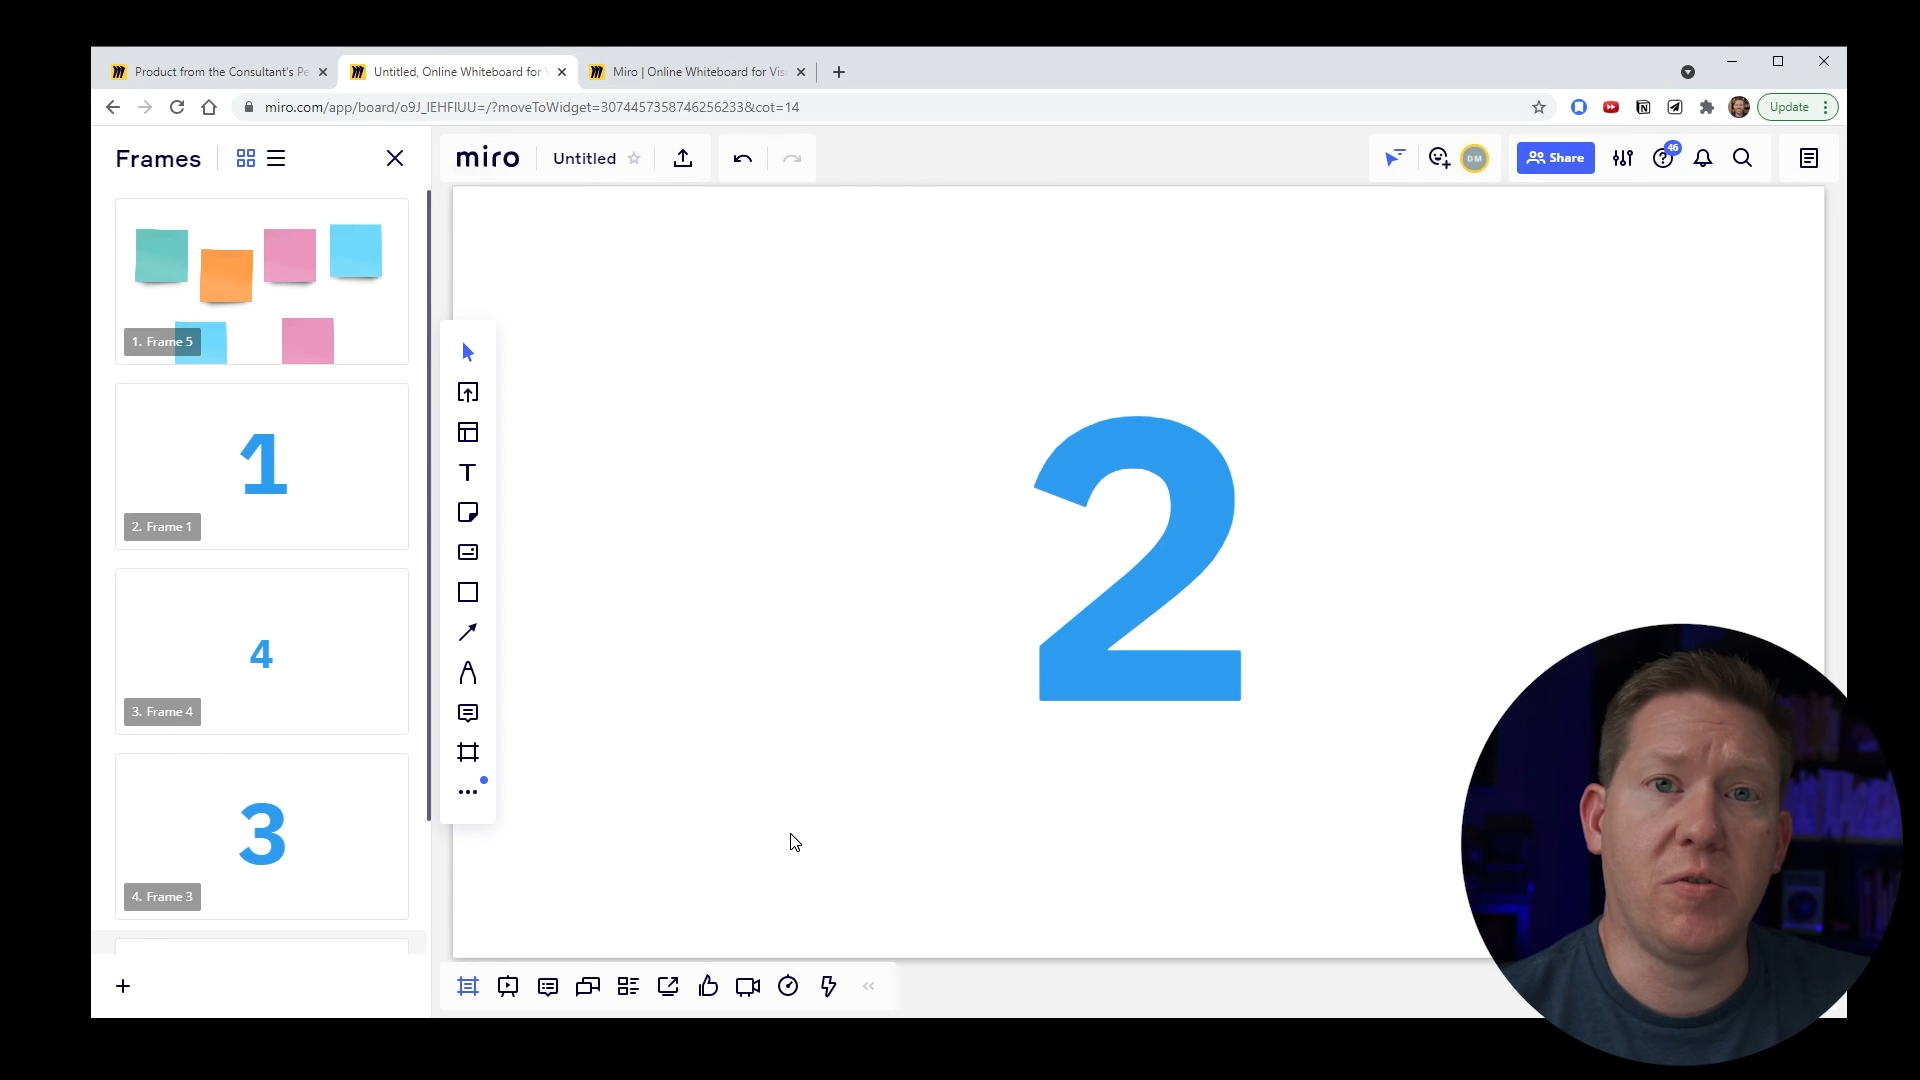 Product from the Consultant's Pe
Untitled, Online Whiteboard for V
Miro | Online Whiteboard for Vis
miro.com/app/board/o9J_lEHFIUU=/?moveToWidget=3074457358746256233&cot=14
Update
Frames
miro
Untitled
DM
Share
46
1. Frame 5
1
2. Frame 1
4
3. Frame 4
3
4. Frame 3
2